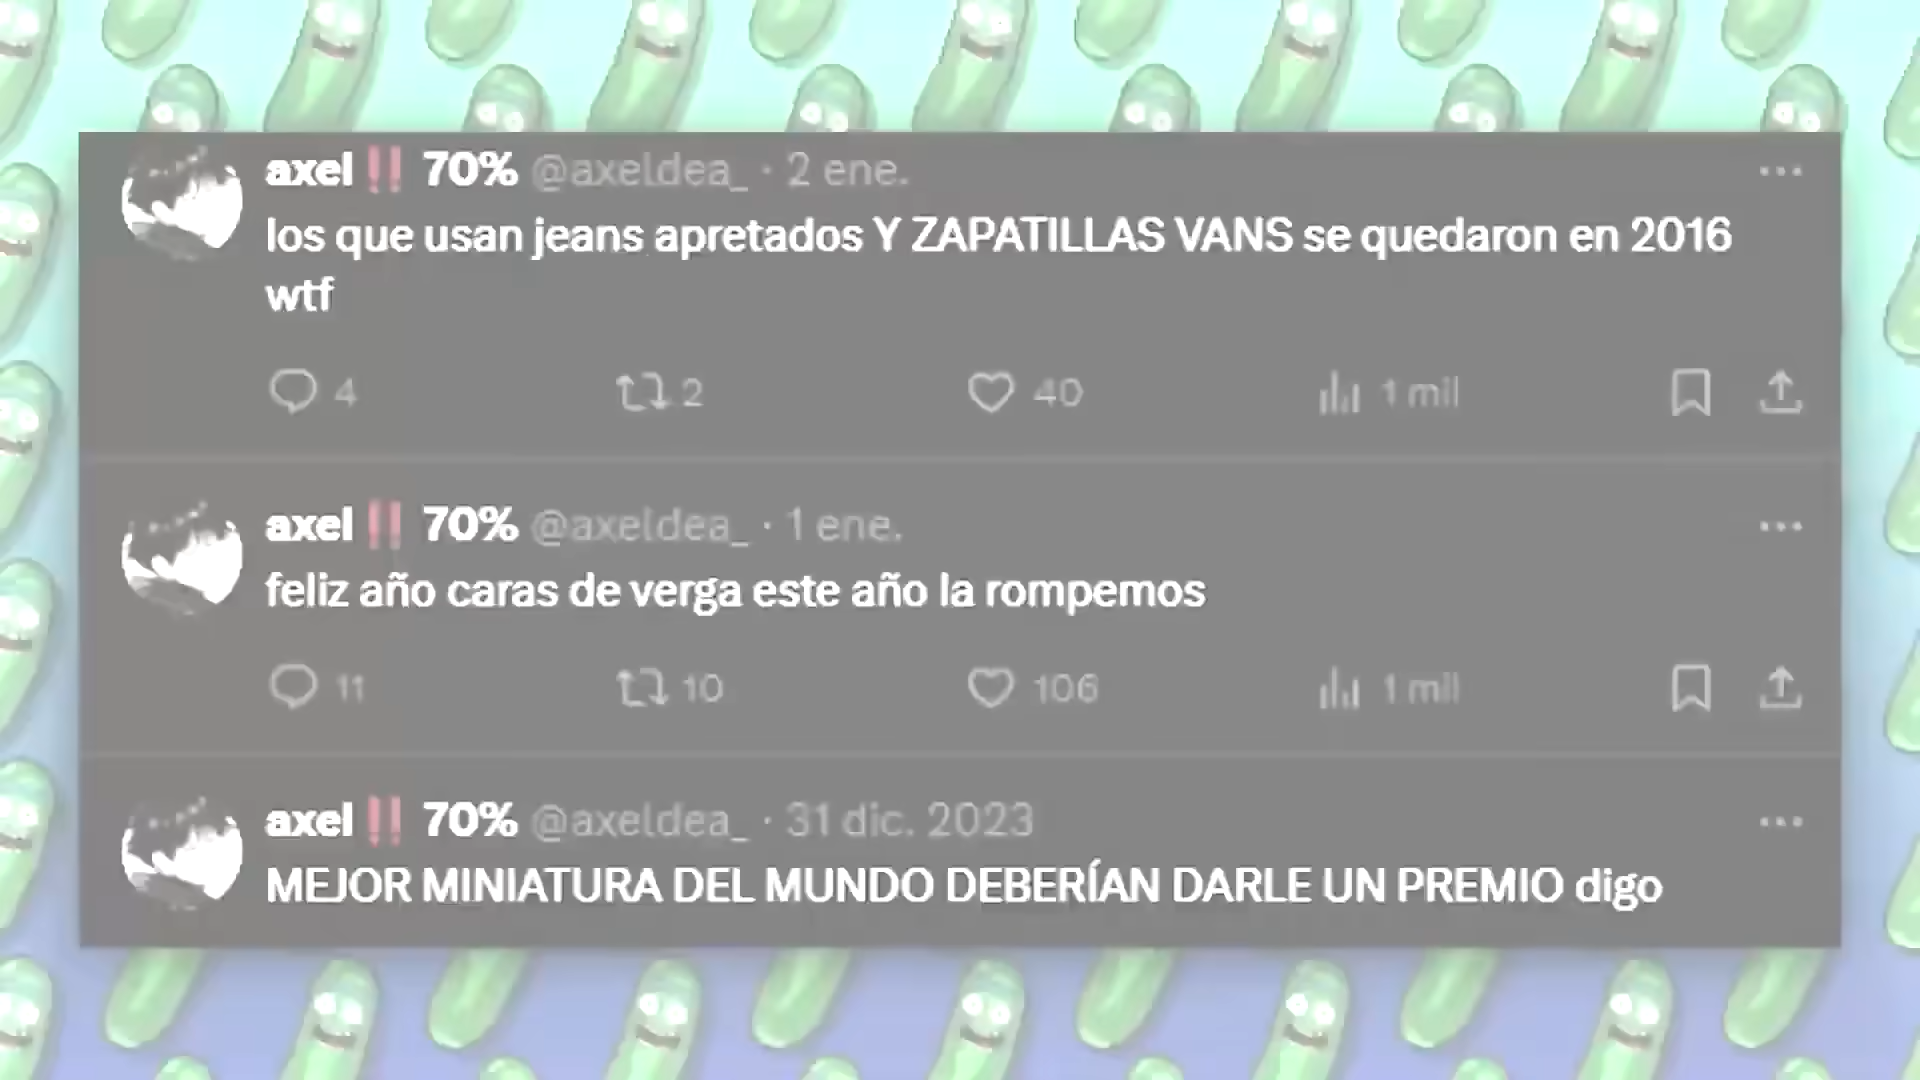 axel‼️ 70% @axeldea_ · 2 ene.
los que usan jeans apretados Y ZAPATILLAS VANS se quedaron en 2016
wtf
4 2 40 1 mil
axel‼️ 70% @axeldea_ · 1 ene.
feliz año caras de verga este año la rompemos
11 10 106 1 mil
axel‼️ 70% @axeldea_ · 31 dic. 2023
MEJOR MINIATURA DEL MUNDO DEBERÍAN DARLE UN PREMIO digo